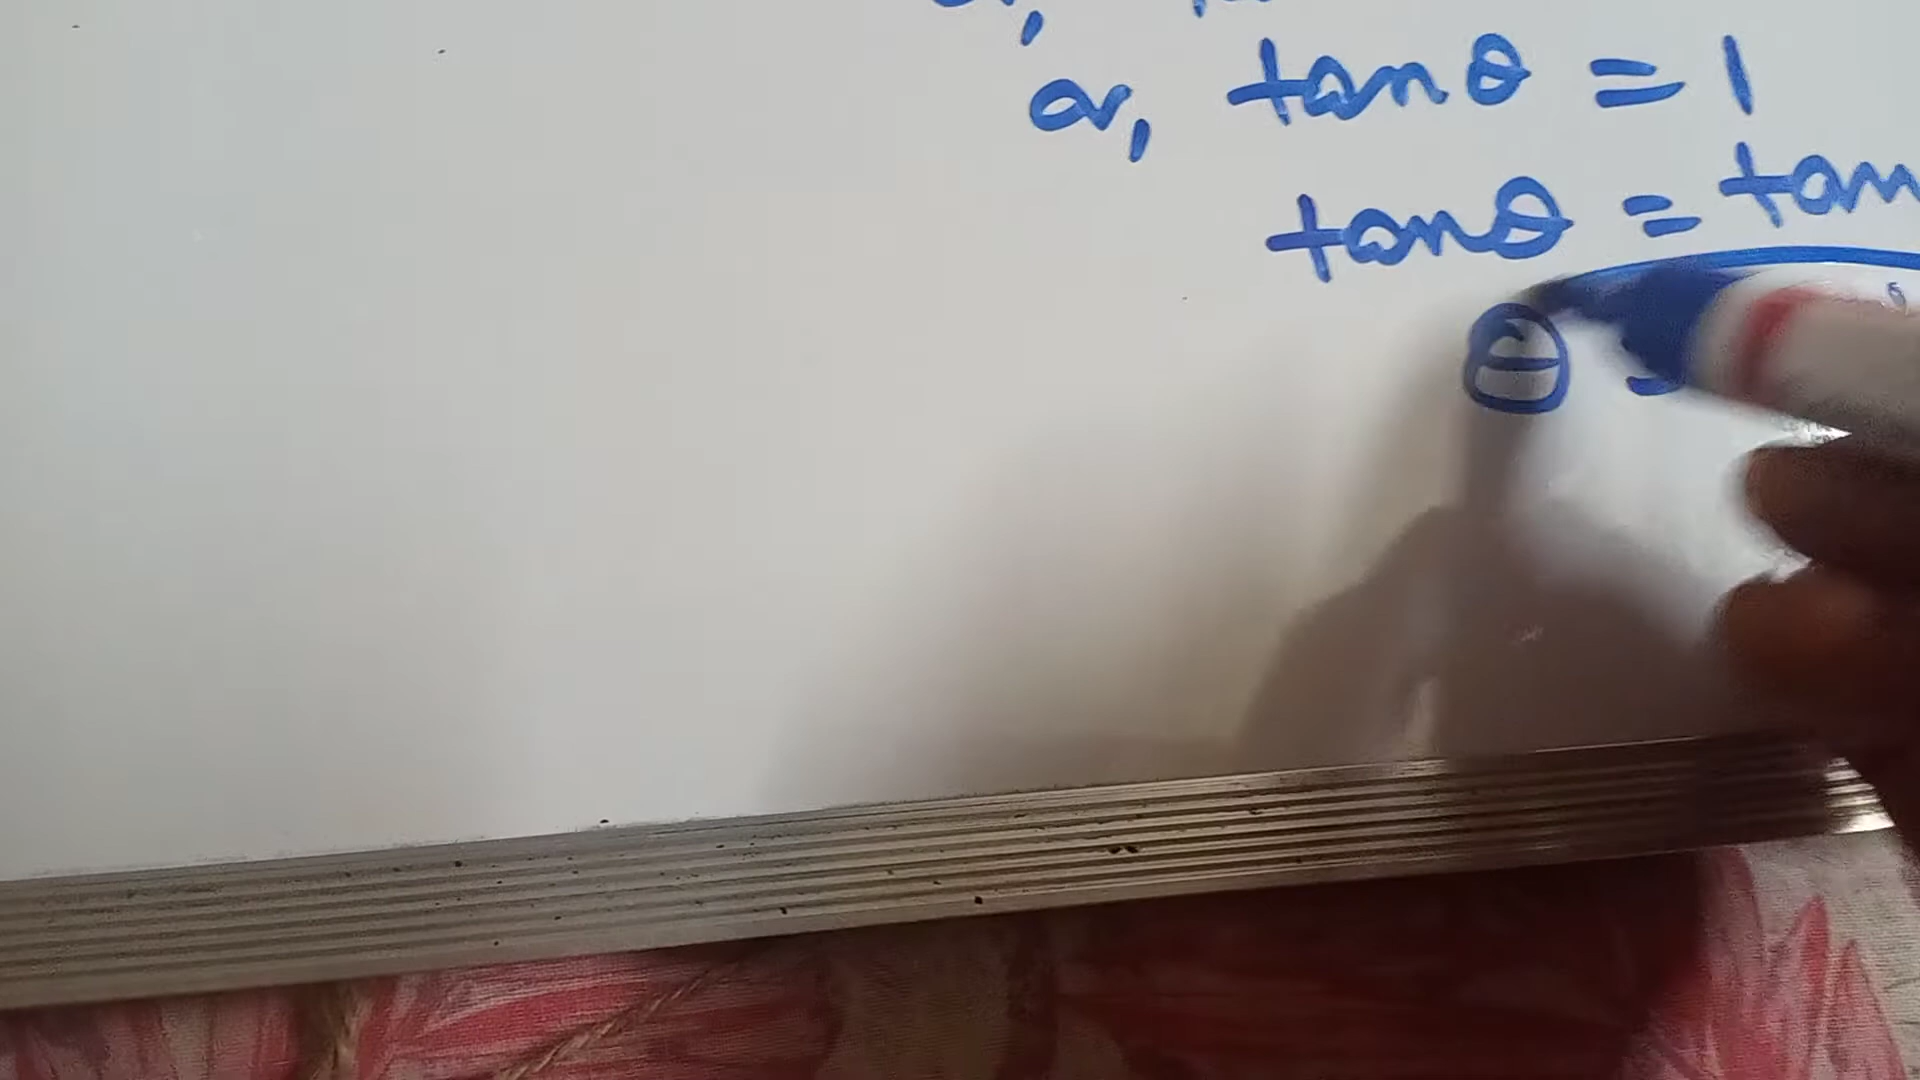 or, tanθ = 1
tanθ = tan
θ =